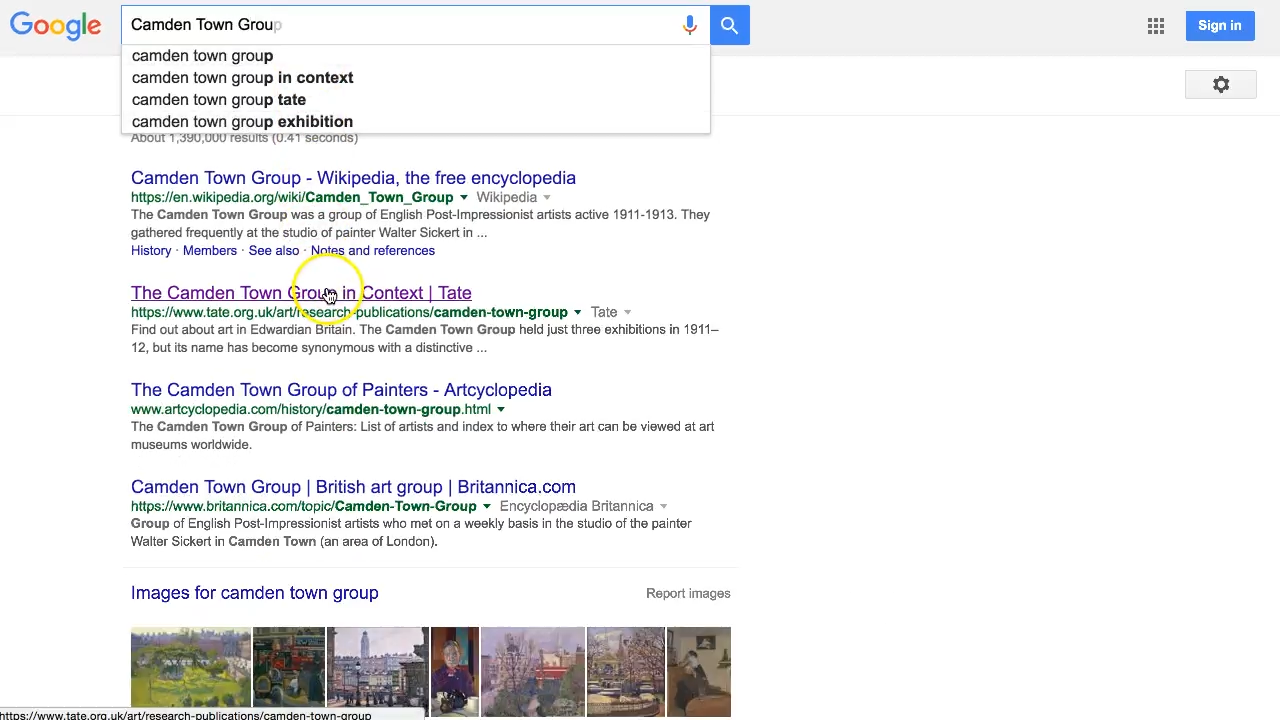 Google
Camden Town Group
Sign in
camden town group
camden town group in context
camden town group tate
camden town group exhibition
About 1,390,000 results (0.41 seconds)
Camden Town Group - Wikipedia, the free encyclopedia
https://en.wikipedia.org/wiki/Camden_Town_Group Wikipedia
The Camden Town Group was a group of English Post-Impressionist artists active 1911-1913. They
gathered frequently at the studio of painter Walter Sickert in ...
History · Members · See also · Notes and references
The Camden Town Group in Context | Tate
https://www.tate.org.uk/art/research-publications/camden-town-group Tate
Find out about art in Edwardian Britain. The Camden Town Group held just three exhibitions in 1911–
12, but its name has become synonymous with a distinctive ...
The Camden Town Group of Painters - Artcyclopedia
www.artcyclopedia.com/history/camden-town-group.html
The Camden Town Group of Painters: List of artists and index to where their art can be viewed at art
museums worldwide.
Camden Town Group | British art group | Britannica.com
https://www.britannica.com/topic/Camden-Town-Group Encyclopædia Britannica
Group of English Post-Impressionist artists who met on a weekly basis in the studio of the painter
Walter Sickert in Camden Town (an area of London).
Images for camden town group
Report images
https://www.tate.org.uk/art/research-publications/camden-town-group